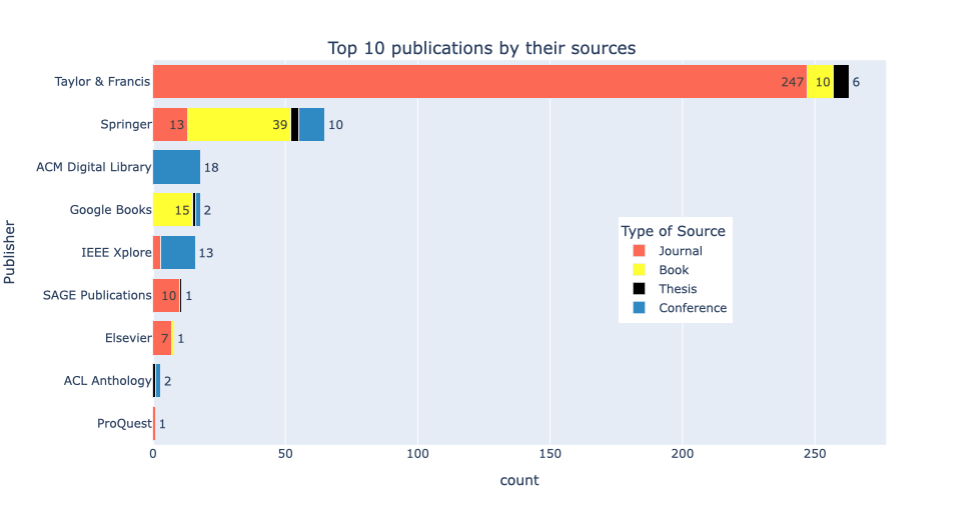 Top 10 publications by their sources
Taylor & Francis 247 10 6
Springer 13 39 10
ACM Digital Library 18
Google Books 15 2
IEEE Xplore 13
SAGE Publications 10 1
Elsevier 7 1
ACL Anthology 2
ProQuest 1
Publisher
Type of Source
Journal
Book
Thesis
Conference
0 50 100 150 200 250
count